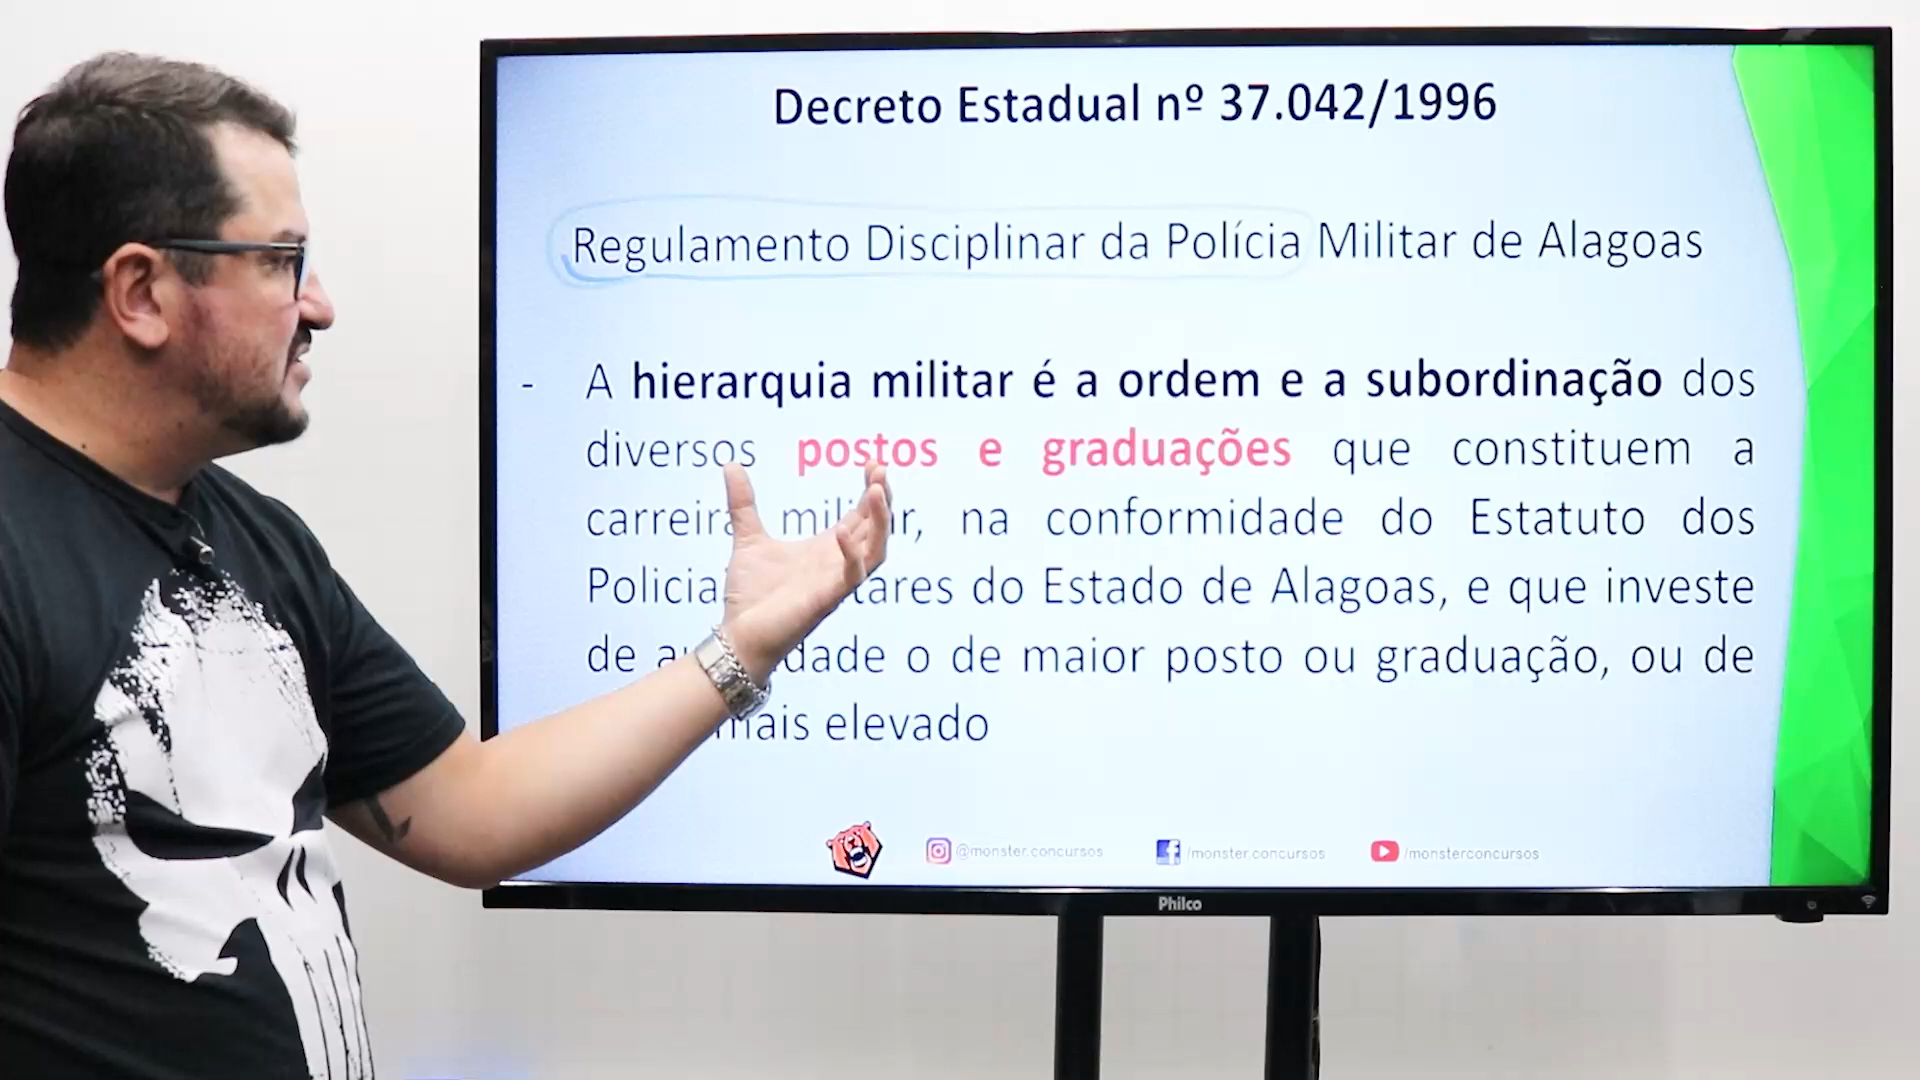 Decreto Estadual nº 37.042/1996
Regulamento Disciplinar da Polícia Militar de Alagoas
- A hierarquia militar é a ordem e a subordinação dos
diversos postos e graduações que constituem a
carreira militar, na conformidade do Estatuto dos
do Estado de Alagoas, e que investe
de o de maior posto ou graduação, ou de
mais elevado
@monster.concursos /monster.concursos /monsterconcursos
Philco